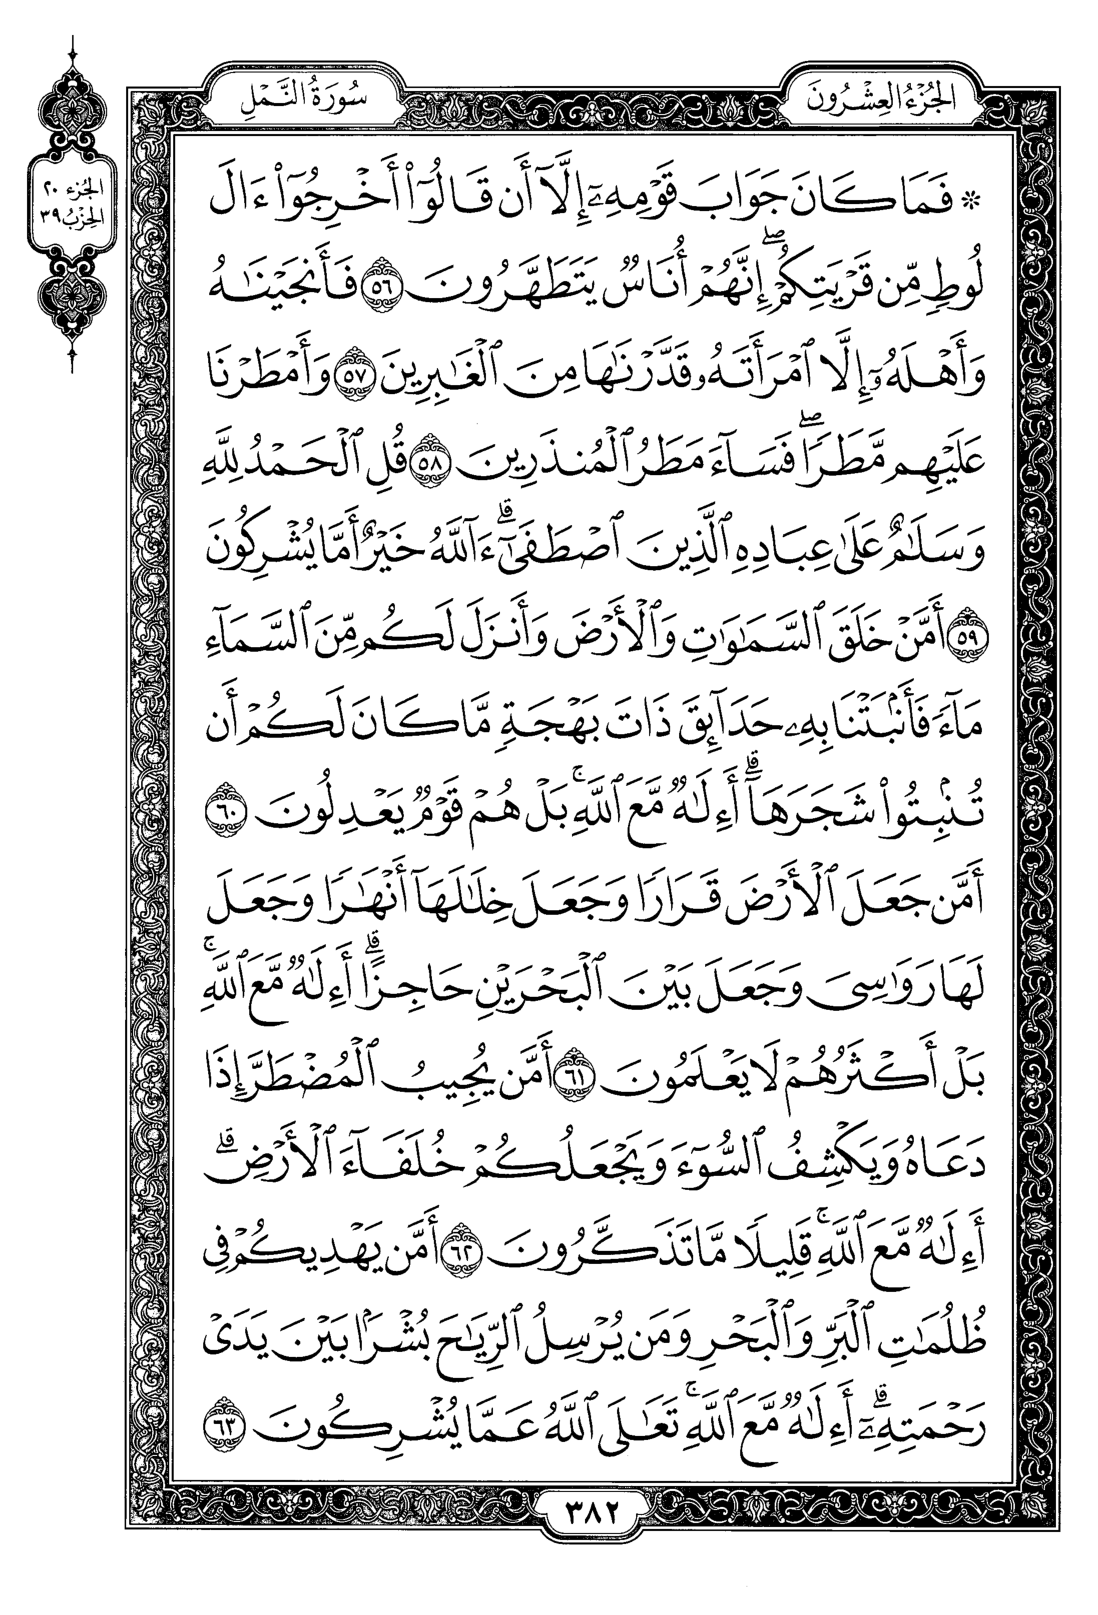 الجُزْءُ العِشْرُونَ
سُورَةُ النَّمْلِ
الجُزء ٢٠
الحِزْبُ ٣٩
۞ فَمَا كَانَ جَوَابَ قَوْمِهِۦٓ إِلَّآ أَن قَالُوٓا۟ أَخْرِجُوٓا۟ ءَالَ
لُوطٍ مِّن قَرْيَتِكُمْ ۖ إِنَّهُمْ أُنَاسٌ يَتَطَهَّرُونَ ٥٦ فَأَنجَيْنَـٰهُ
وَأَهْلَهُۥٓ إِلَّا ٱمْرَأَتَهُۥ قَدَّرْنَـٰهَا مِنَ ٱلْغَـٰبِرِينَ ٥٧ وَأَمْطَرْنَا
عَلَيْهِم مَّطَرًا ۖ فَسَآءَ مَطَرُ ٱلْمُنذَرِينَ ٥٨ قُلِ ٱلْحَمْدُ لِلَّهِ
وَسَلَـٰمٌ عَلَىٰ عِبَادِهِ ٱلَّذِينَ ٱصْطَفَىٰٓ ۗ ءَآللَّهُ خَيْرٌ أَمَّا يُشْرِكُونَ
٥٩ أَمَّنْ خَلَقَ ٱلسَّمَـٰوَٰتِ وَٱلْأَرْضَ وَأَنزَلَ لَكُم مِّنَ ٱلسَّمَآءِ
مَآءً فَأَنۢبَتْنَا بِهِۦ حَدَآئِقَ ذَاتَ بَهْجَةٍ مَّا كَانَ لَكُمْ أَن
تُنۢبِتُوا۟ شَجَرَهَآ ۗ أَءِلَـٰهٌ مَّعَ ٱللَّهِ ۚ بَلْ هُمْ قَوْمٌ يَعْدِلُونَ ٦٠
أَمَّن جَعَلَ ٱلْأَرْضَ قَرَارًا وَجَعَلَ خِلَـٰلَهَآ أَنْهَـٰرًا وَجَعَلَ
لَهَا رَوَٰسِىَ وَجَعَلَ بَيْنَ ٱلْبَحْرَيْنِ حَاجِزًا ۗ أَءِلَـٰهٌ مَّعَ ٱللَّهِ ۚ
بَلْ أَكْثَرُهُمْ لَا يَعْلَمُونَ ٦١ أَمَّن يُجِيبُ ٱلْمُضْطَرَّ إِذَا
دَعَاهُ وَيَكْشِفُ ٱلسُّوٓءَ وَيَجْعَلُكُمْ خُلَفَآءَ ٱلْأَرْضِ ۗ
أَءِلَـٰهٌ مَّعَ ٱللَّهِ ۚ قَلِيلًا مَّا تَذَكَّرُونَ ٦٢ أَمَّن يَهْدِيكُمْ فِى
ظُلُمَـٰتِ ٱلْبَرِّ وَٱلْبَحْرِ وَمَن يُرْسِلُ ٱلرِّيَـٰحَ بُشْرًۢا بَيْنَ يَدَىْ
رَحْمَتِهِۦٓ ۗ أَءِلَـٰهٌ مَّعَ ٱللَّهِ ۚ تَعَـٰلَى ٱللَّهُ عَمَّا يُشْرِكُونَ ٦٣
٣٨٢